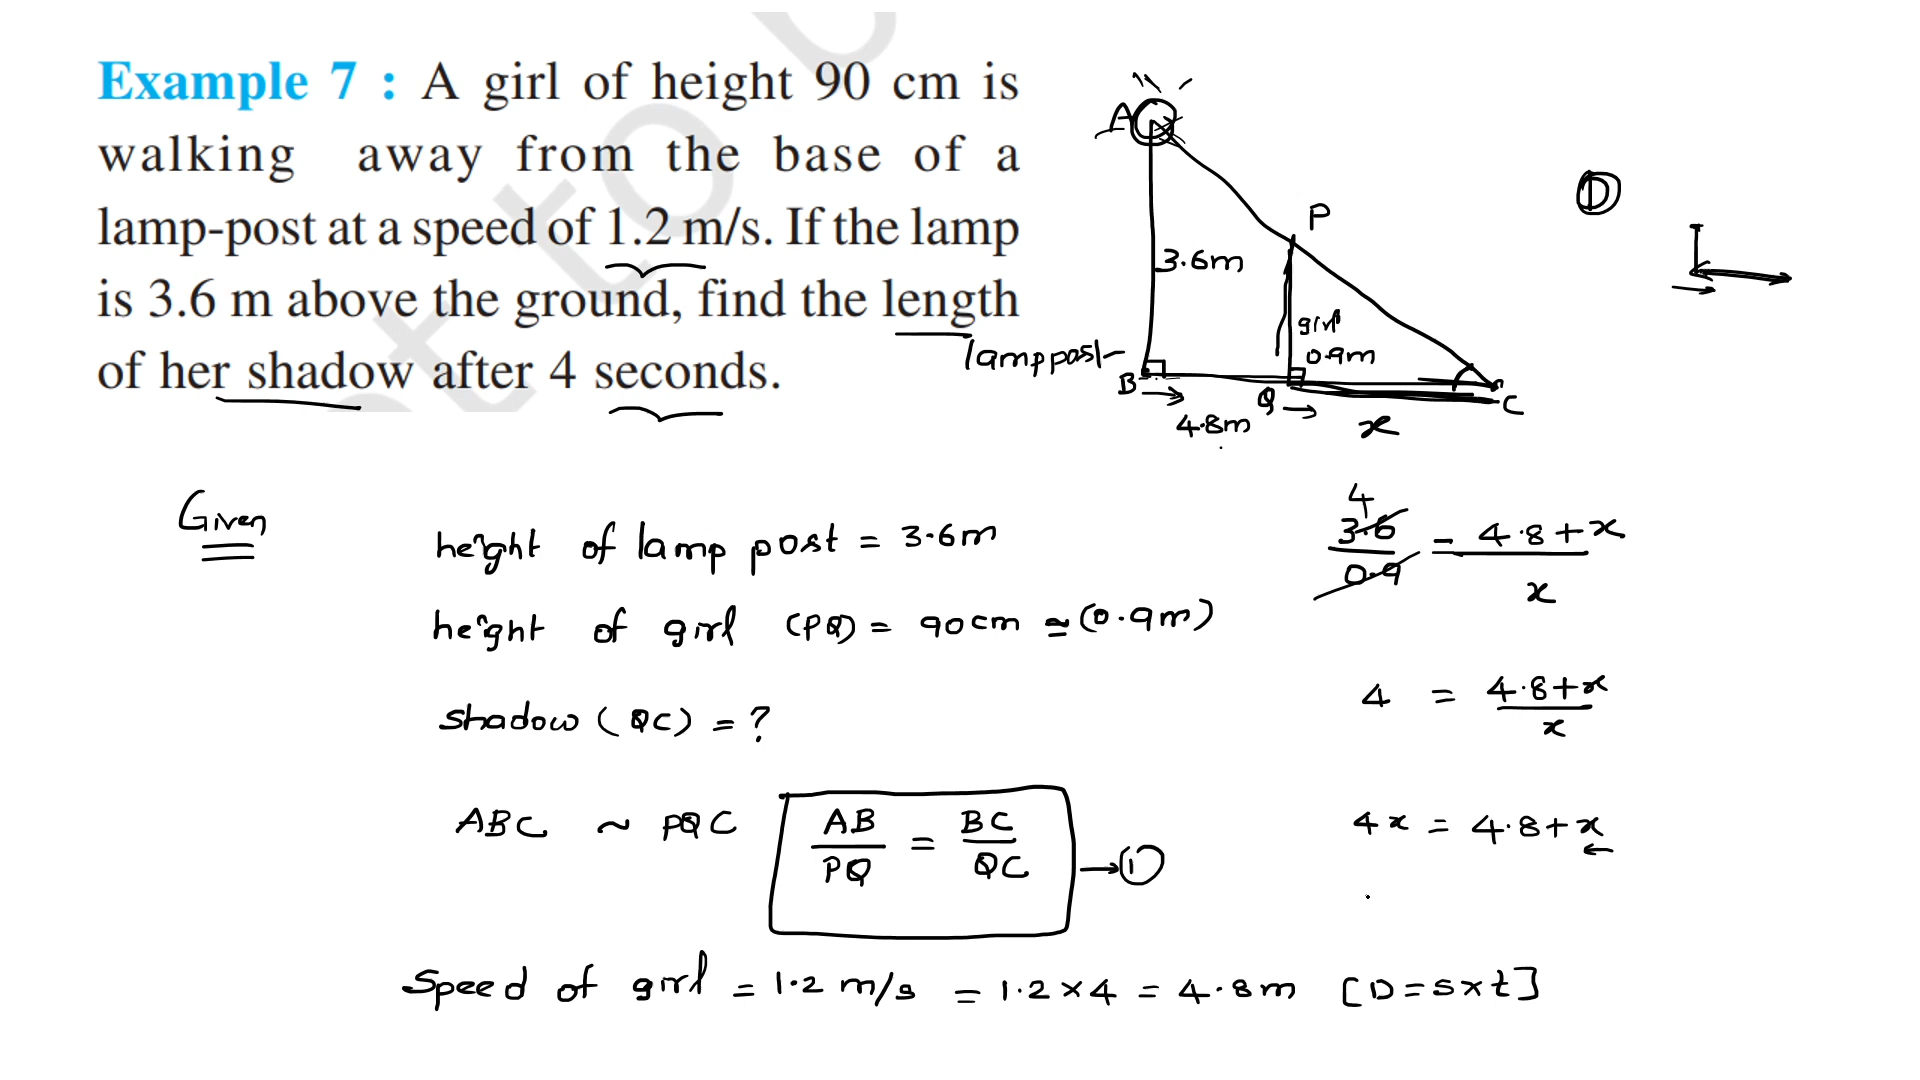 Example 7 : A girl of height 90 cm is
walking away from the base of a
lamp-post at a speed of 1.2 m/s. If the lamp
is 3.6 m above the ground, find the length
of her shadow after 4 seconds.
A
P
3.6m
girl
0.9m
lamp post
B
Q
C
4.8m
x
D
Given
height of lamp post = 3.6m
height of girl (PQ) = 90cm ≃ (0.9m)
shadow (QC) = ?
ABC ~ PQC
AB/PQ = BC/QC → 1
Speed of girl = 1.2 m/s = 1.2 × 4 = 4.8m [D = s x t]
4
3.6/0.9 = 4.8+x/x
4 = 4.8+x/x
4x = 4.8+x